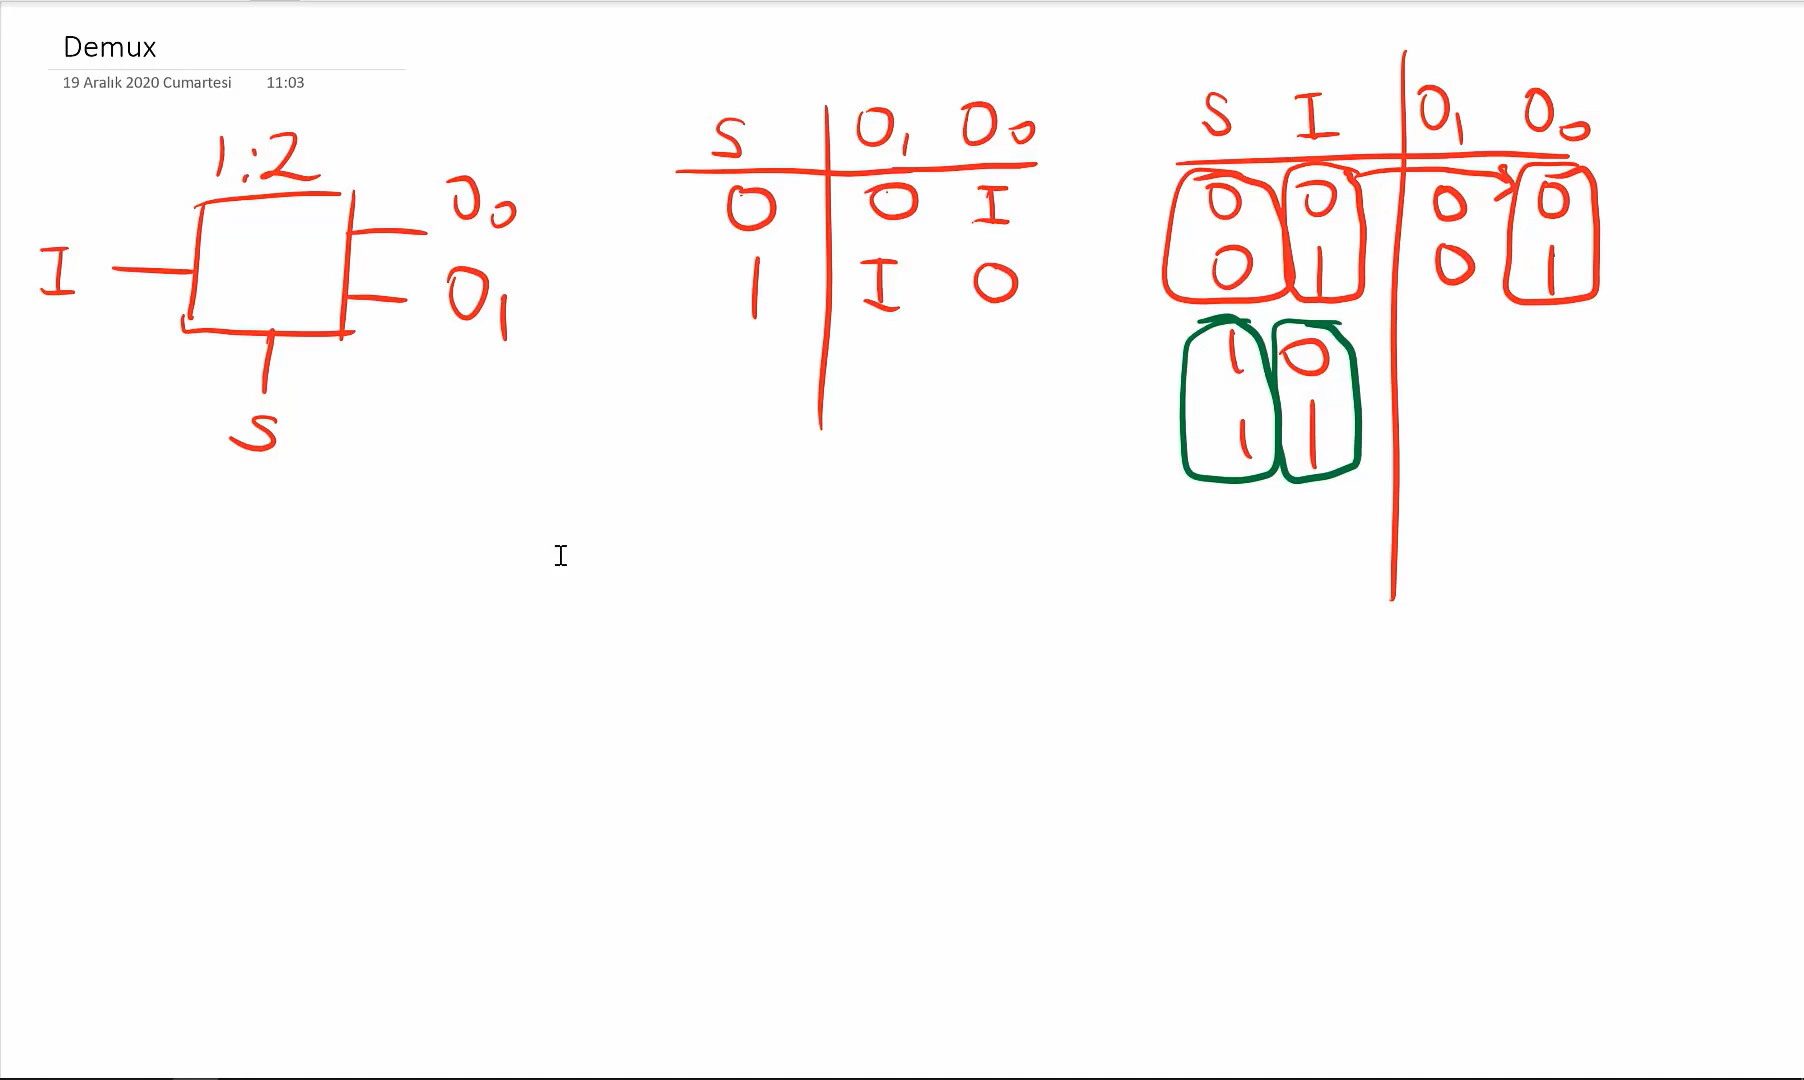 Demux
19 Aralık 2020 Cumartesi 11:03
1:2
I
O₀
O₁
S
S O₁ O₀
0 0 I
1 I 0
S I O₁ O₀
0 0 0 0
0 1 0 1
1 0
1 1